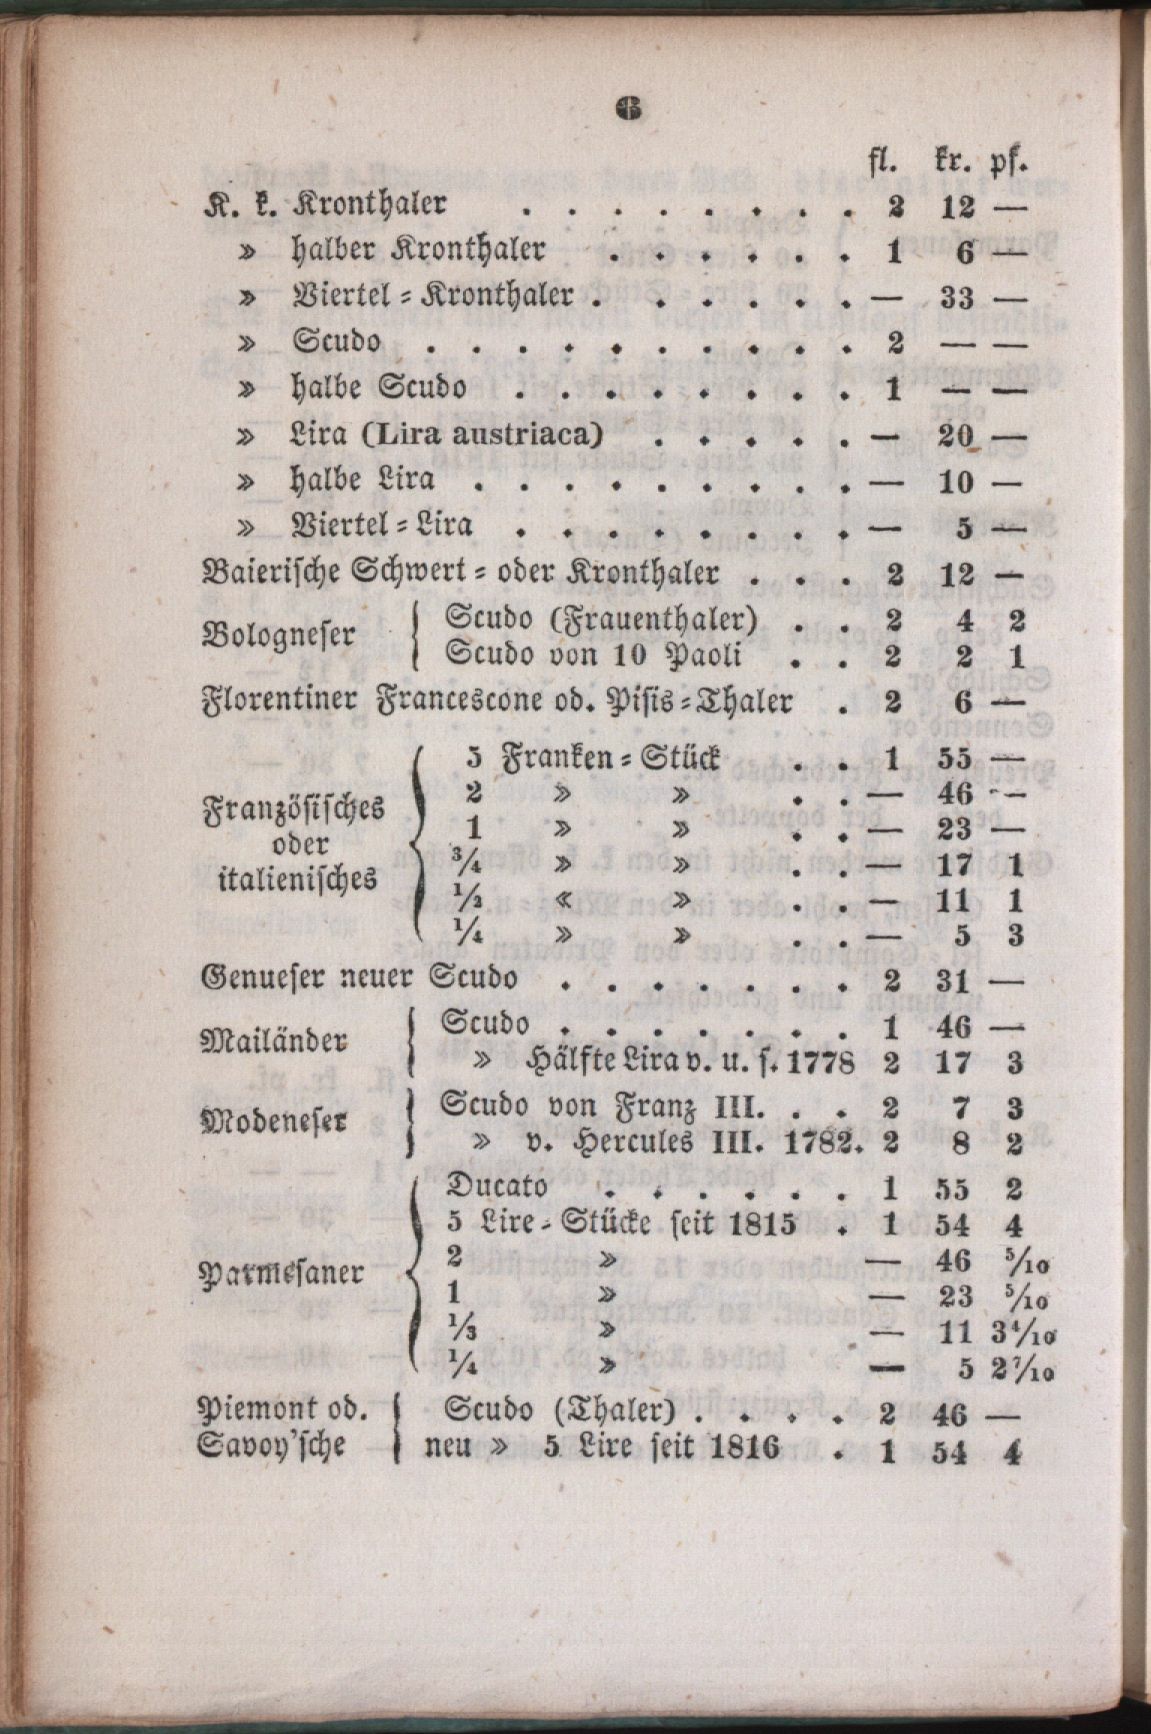 6
fl. kr. pf.
K. k. Kronthaler . . . . . . . . 2 12 —
» halber Kronthaler . . . . . . 1 6 —
» Viertel-Kronthaler . . . . . . — 33 —
» Scudo . . . . . . . . . . 2 — —
» halbe Scudo . . . . . . . . 1 — —
» Lira (Lira austriaca) . . . . . — 20 —
» halbe Lira . . . . . . . . . — 10 —
» Viertel-Lira . . . . . . . . — 5 —
Baierische Schwert- oder Kronthaler . . . 2 12 —
Bologneser { Scudo (Frauenthaler) . . 2 4 2
Scudo von 10 Paoli . . 2 2 1
Florentiner Francescone od. Pisis-Thaler . 2 6 —
Französisches oder italienisches { 5 Franken-Stück . . 1 55 —
2 » » . . — 46 —
1 » » . . — 23 —
3/4 » » . . — 17 1
1/2 « » . . — 11 1
1/4 » » . . — 5 3
Genueser neuer Scudo . . . . . . . 2 31 —
Mailänder { Scudo . . . . . . . 1 46 —
» Hälfte Lira v. u. s. 1778 2 17 3
Modeneser } Scudo von Franz III. . . 2 7 3
» v. Hercules III. 1782. 2 8 2
Parmesaner { Ducato . . . . . . 1 55 2
5 Lire-Stücke seit 1815 . 1 54 4
2 » — 46 5/10
1 » — 23 5/10
1/3 » — 11 3 4/10
1/4 » — 5 2 7/10
Piemont od. { Scudo (Thaler) . . . . 2 46 —
Savoy'sche neu » 5 Lire seit 1816 . 1 54 4